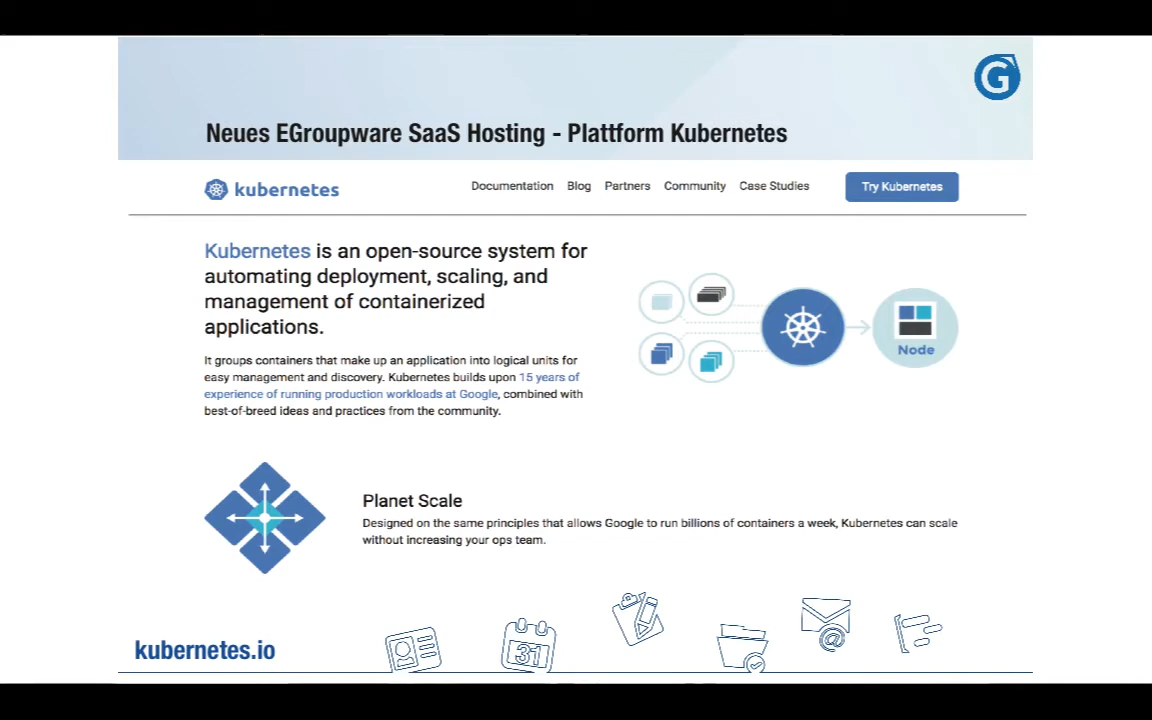 G
Neues EGroupware SaaS Hosting - Plattform Kubernetes
kubernetes
Documentation Blog Partners Community Case Studies Try Kubernetes
Kubernetes is an open-source system for
automating deployment, scaling, and
management of containerized
applications.
It groups containers that make up an application into logical units for
easy management and discovery. Kubernetes builds upon 15 years of
experience of running production workloads at Google, combined with
best-of-breed ideas and practices from the community.
Node
Planet Scale
Designed on the same principles that allows Google to run billions of containers a week, Kubernetes can scale
without increasing your ops team.
kubernetes.io
31
@